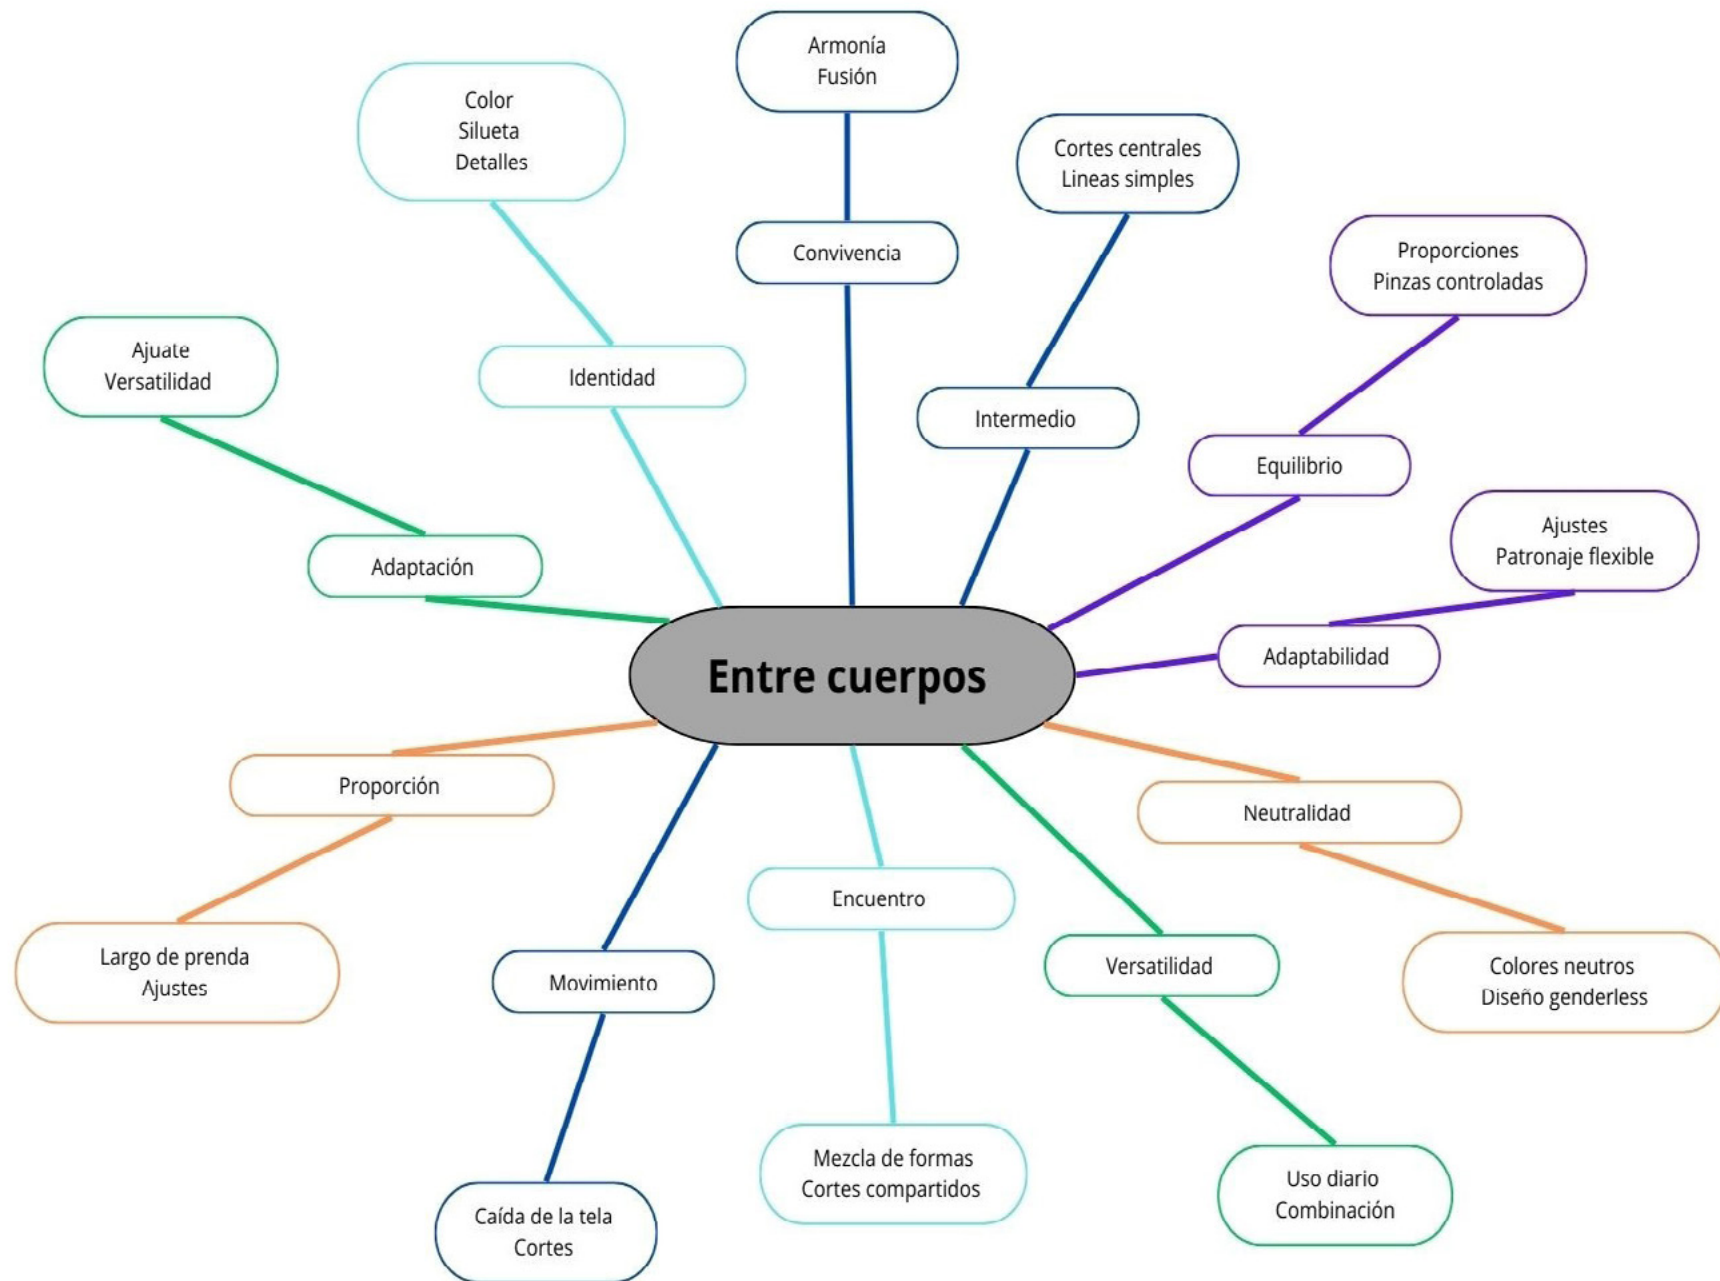 Armonía
Fusión
Color
Silueta
Detalles
Cortes centrales
Lineas simples
Convivencia
Proporciones
Pinzas controladas
Ajuate
Versatilidad
Identidad
Intermedio
Equilibrio
Ajustes
Patronaje flexible
Adaptación
Adaptabilidad
Entre cuerpos
Proporción
Neutralidad
Encuentro
Largo de prenda
Ajustes
Movimiento
Versatilidad
Colores neutros
Diseño genderless
Mezcla de formas
Cortes compartidos
Uso diario
Combinación
Caída de la tela
Cortes